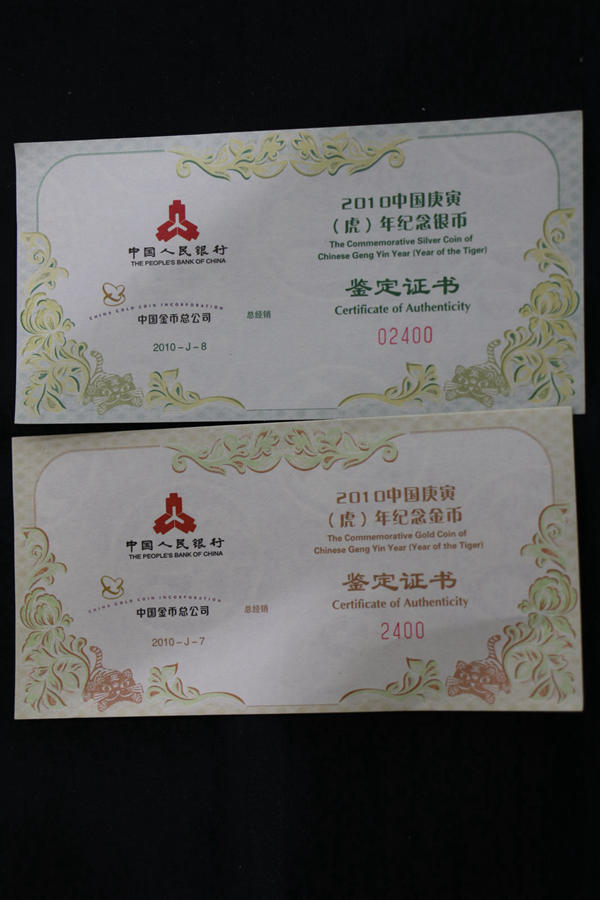 中国人民银行
THE PEOPLE'S BANK OF CHINA
CHINA GOLD COIN INCORPORATION
中国金币总公司
总经销
2010-J-8
2010中国庚寅
（虎）年纪念银币
The Commemorative Silver Coin of
Chinese Geng Yin Year (Year of the Tiger)
鉴定证书
Certificate of Authenticity
02400
中国人民银行
THE PEOPLE'S BANK OF CHINA
CHINA GOLD COIN INCORPORATION
中国金币总公司
总经销
2010-J-7
2010中国庚寅
（虎）年纪念金币
The Commemorative Gold Coin of
Chinese Geng Yin Year (Year of the Tiger)
鉴定证书
Certificate of Authenticity
2400